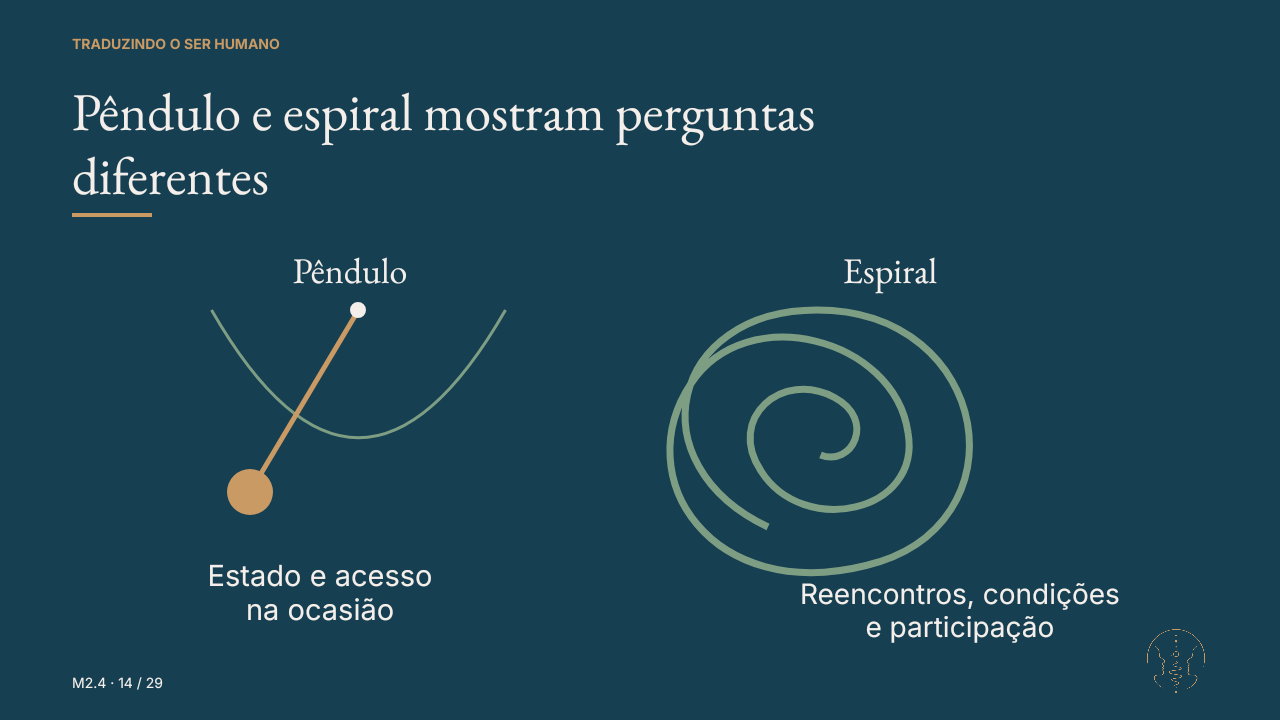 TRADUZINDO O SER HUMANO
Pêndulo e espiral mostram perguntas
diferentes
Pêndulo
Espiral
Estado e acesso
na ocasião
Reencontros, condições
e participação
M2.4 · 14 / 29